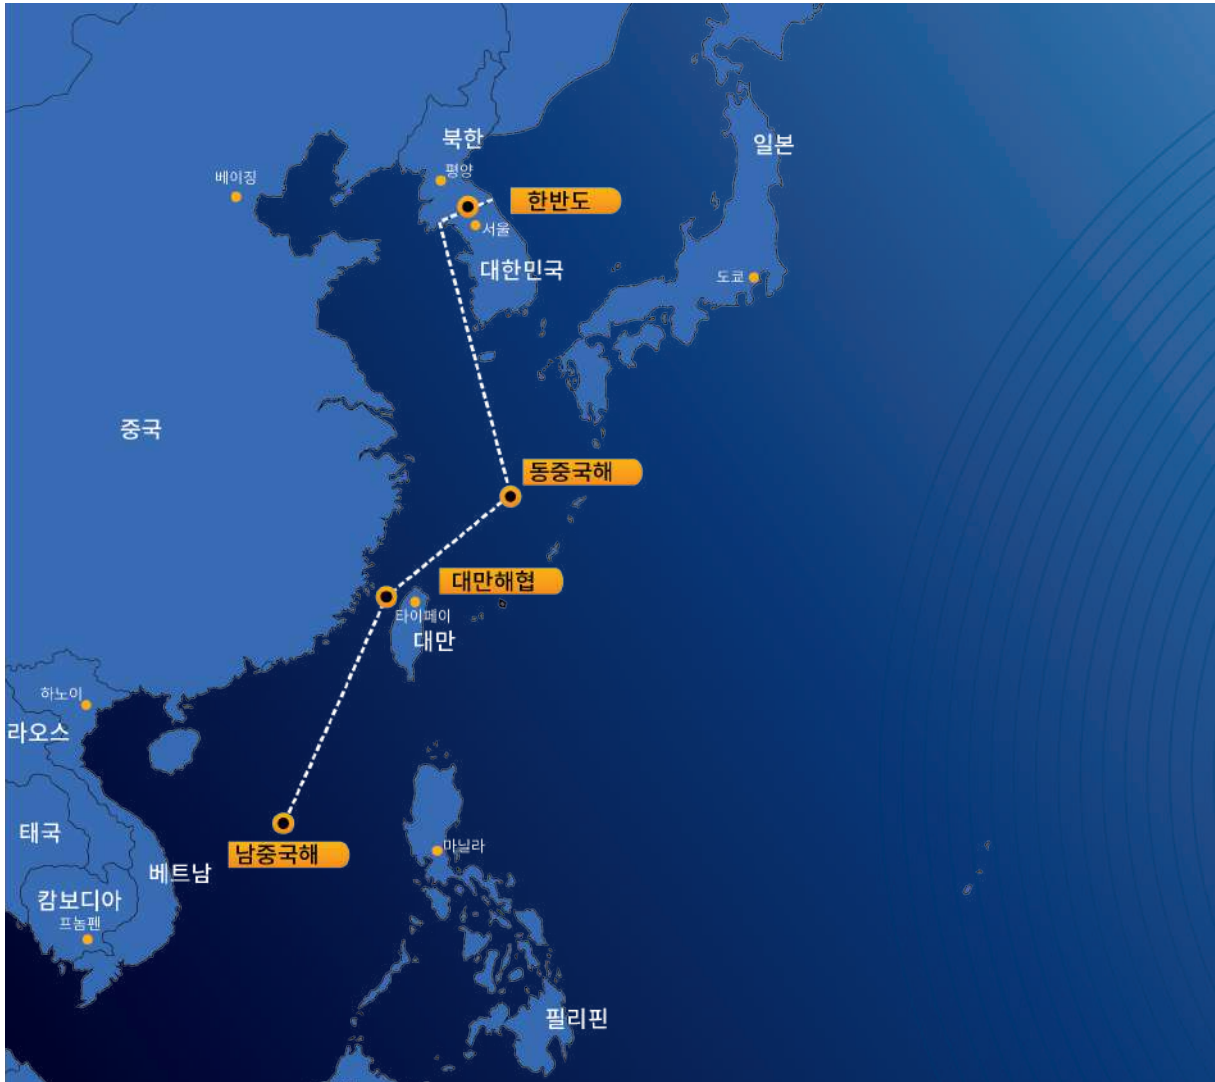 북한
일본
평양
베이징
한반도
서울
대한민국
도쿄
중국
동중국해
대만해협
타이페이
대만
하노이
라오스
태국
마닐라
남중국해
베트남
캄보디아
프놈펜
필리핀